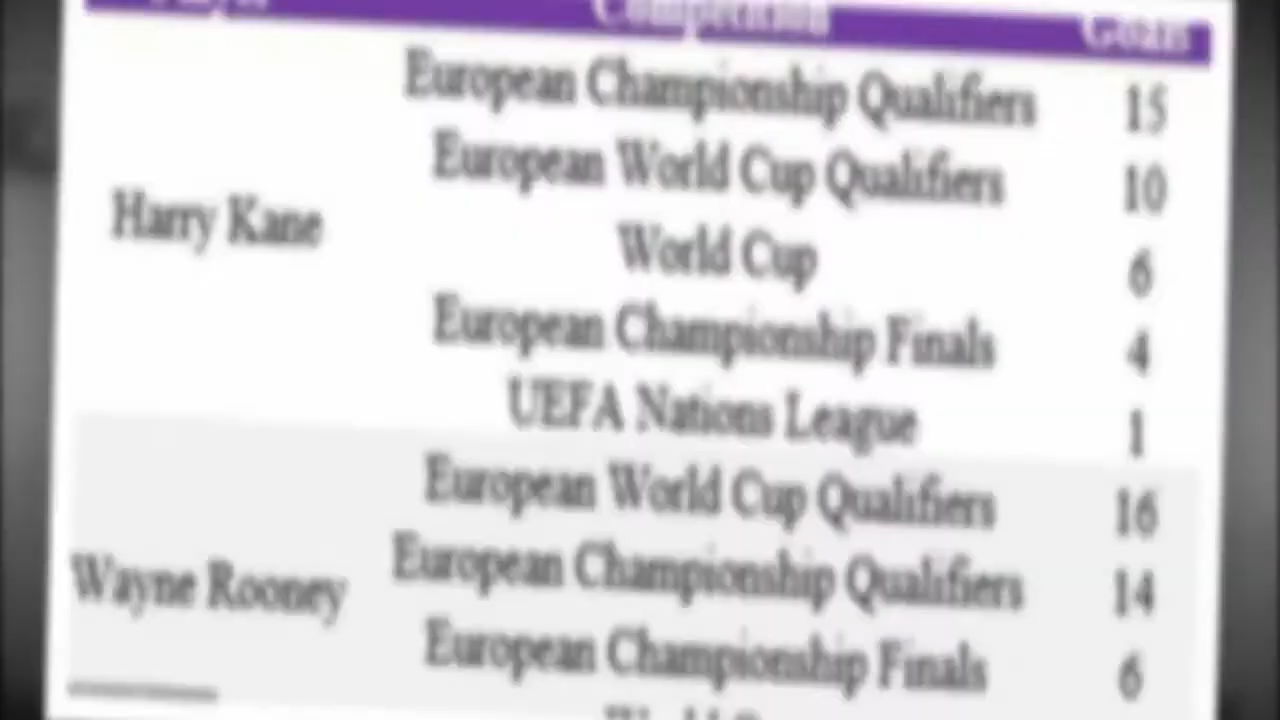 Competition Goals
European Championship Qualifiers 15
European World Cup Qualifiers 10
Harry Kane World Cup 6
European Championship Finals 4
UEFA Nations League 1
European World Cup Qualifiers 16
Wayne Rooney European Championship Qualifiers 14
European Championship Finals 6